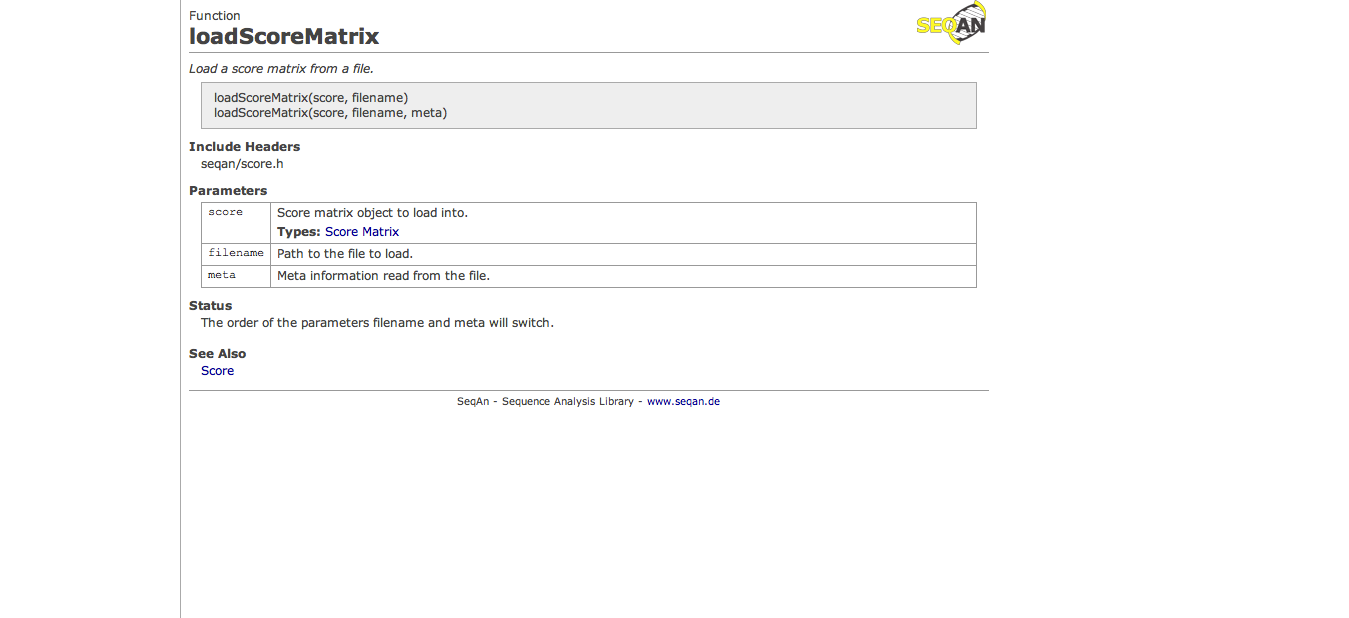 Function
loadScoreMatrix
SEQAN
Load a score matrix from a file.
loadScoreMatrix(score, filename)
loadScoreMatrix(score, filename, meta)
Include Headers
seqan/score.h
Parameters
score Score matrix object to load into.
Types: Score Matrix
filename Path to the file to load.
meta Meta information read from the file.
Status
The order of the parameters filename and meta will switch.
See Also
Score
SeqAn - Sequence Analysis Library - www.seqan.de